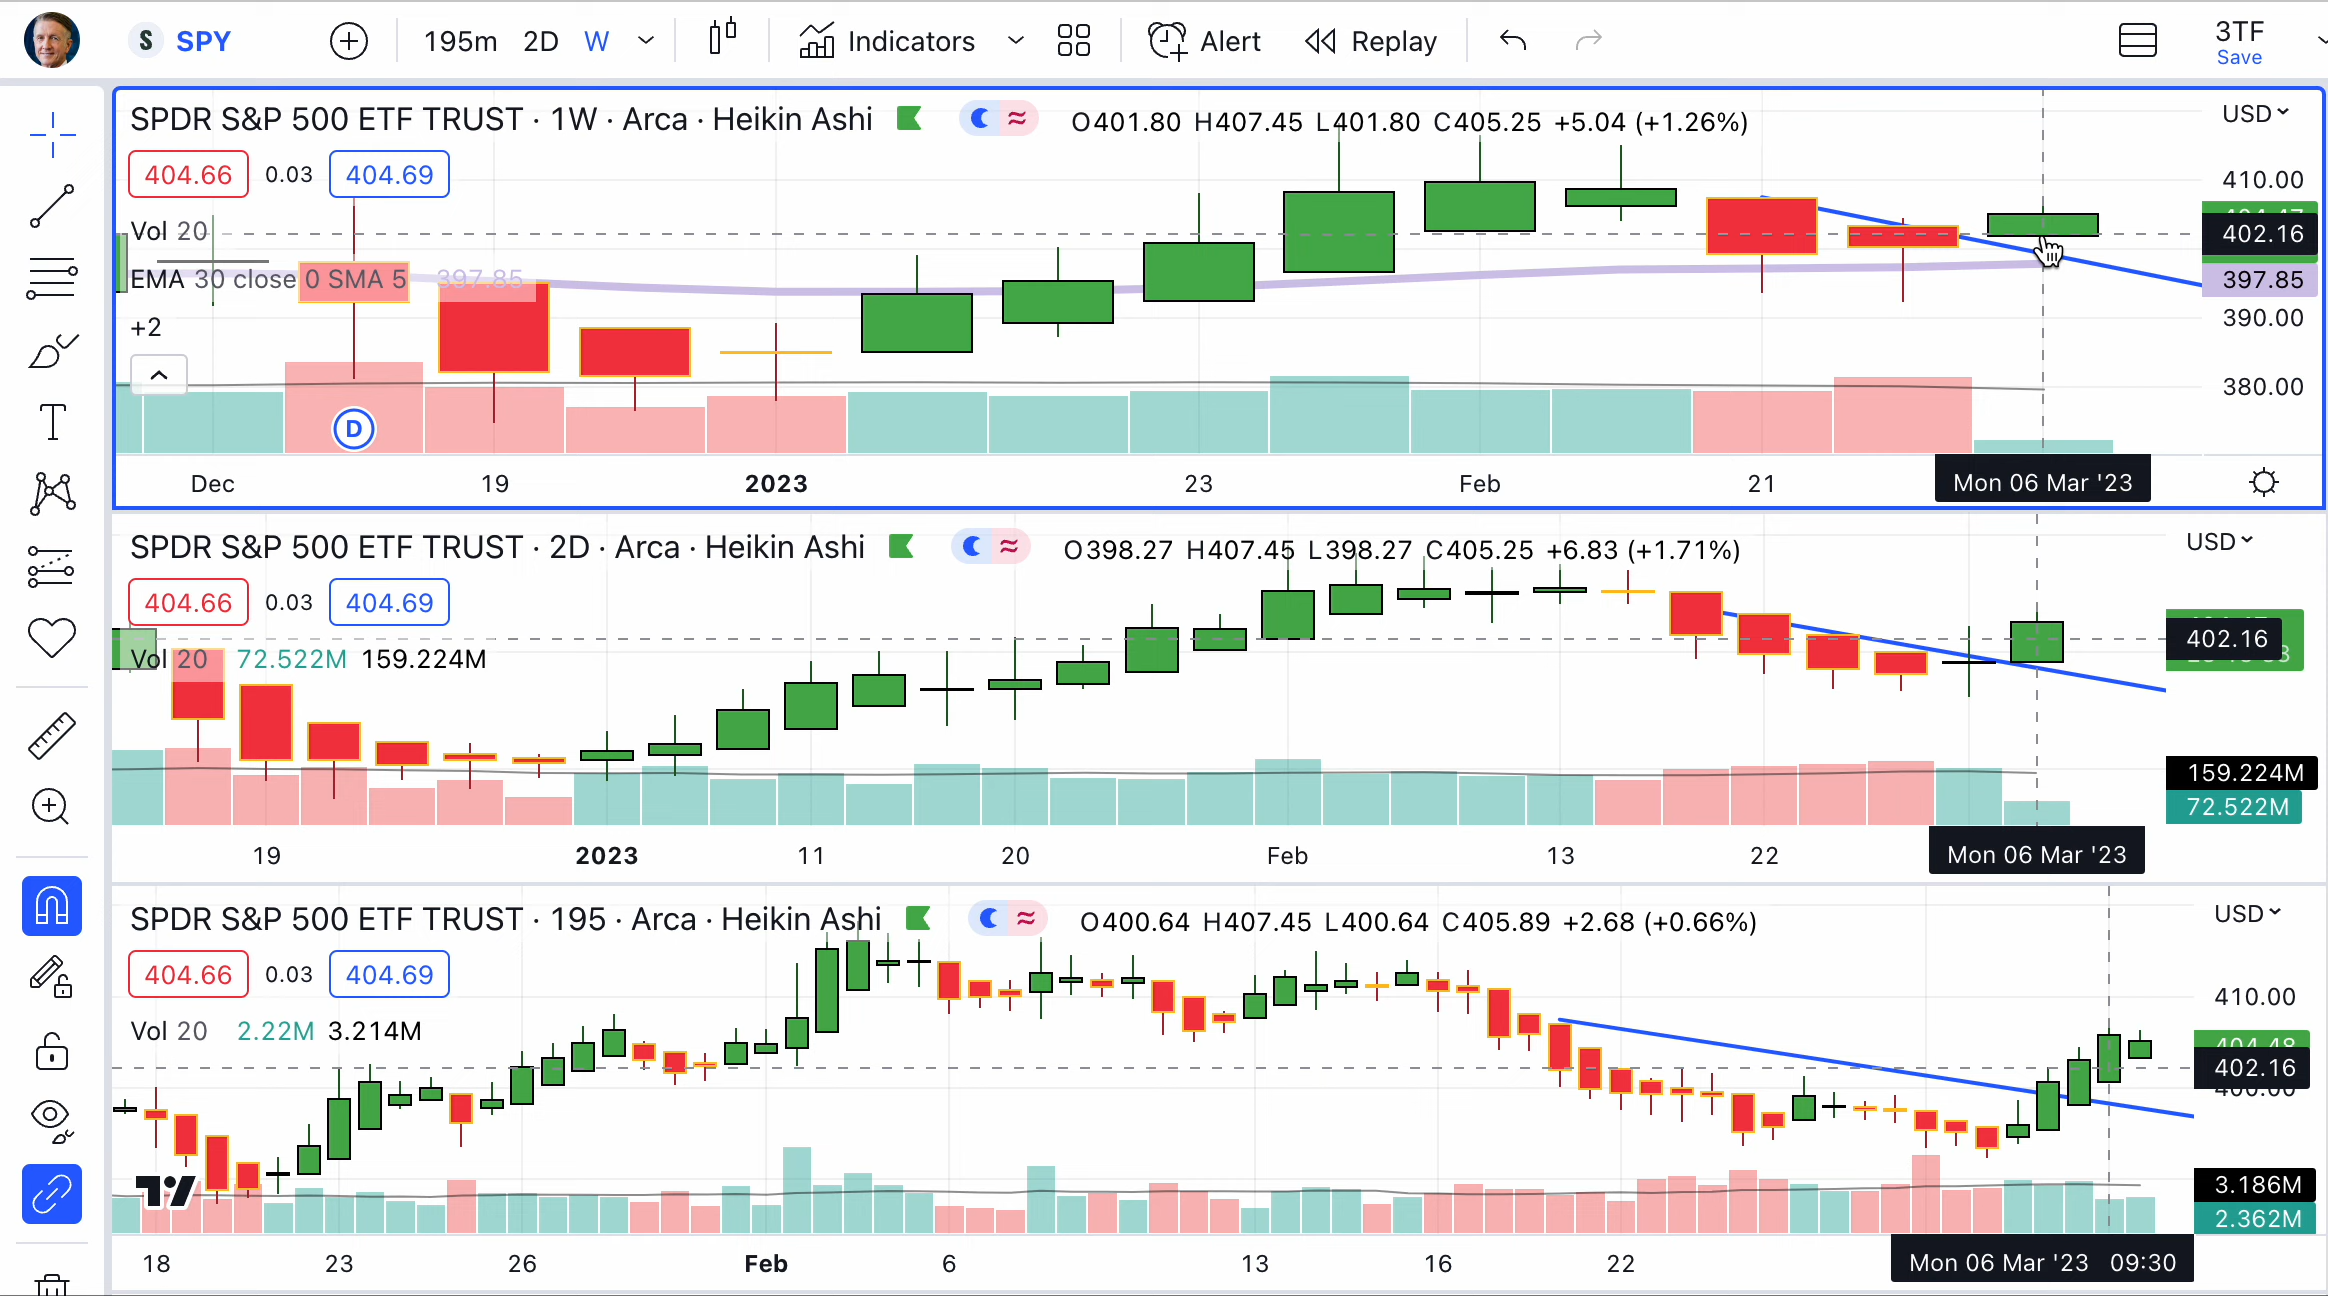 S SPY 195m 2D W Indicators Alert Replay 3TF
Save
SPDR S&P 500 ETF TRUST · 1W · Arca · Heikin Ashi O401.80 H407.45 L401.80 C405.25 +5.04 (+1.26%) USD
404.66 0.03 404.69
410.00
Vol 20
402.16
EMA 30 close 0 SMA 5 397.85
397.85
+2
390.00
380.00
D
Dec 19 2023 23 Feb 21 Mon 06 Mar '23
SPDR S&P 500 ETF TRUST · 2D · Arca · Heikin Ashi O398.27 H407.45 L398.27 C405.25 +6.83 (+1.71%) USD
404.66 0.03 404.69
402.16
Vol 20 72.522M 159.224M
159.224M
72.522M
19 2023 11 20 Feb 13 22 Mon 06 Mar '23
SPDR S&P 500 ETF TRUST · 195 · Arca · Heikin Ashi O400.64 H407.45 L400.64 C405.89 +2.68 (+0.66%) USD
404.66 0.03 404.69
410.00
Vol 20 2.22M 3.214M
404.48
402.16
400.00
3.186M
2.362M
18 23 26 Feb 6 13 16 22 Mon 06 Mar '23 09:30